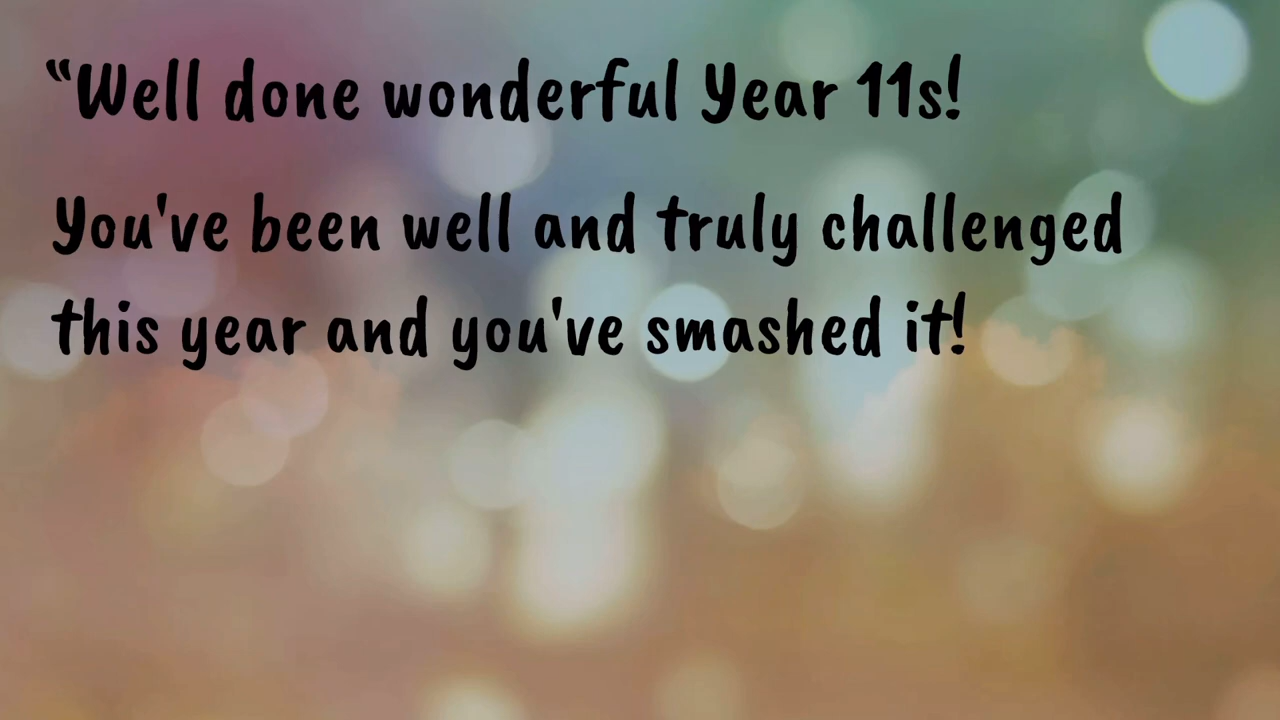 “Well done wonderful Year 11s!
You've been well and truly challenged
this year and you've smashed it!